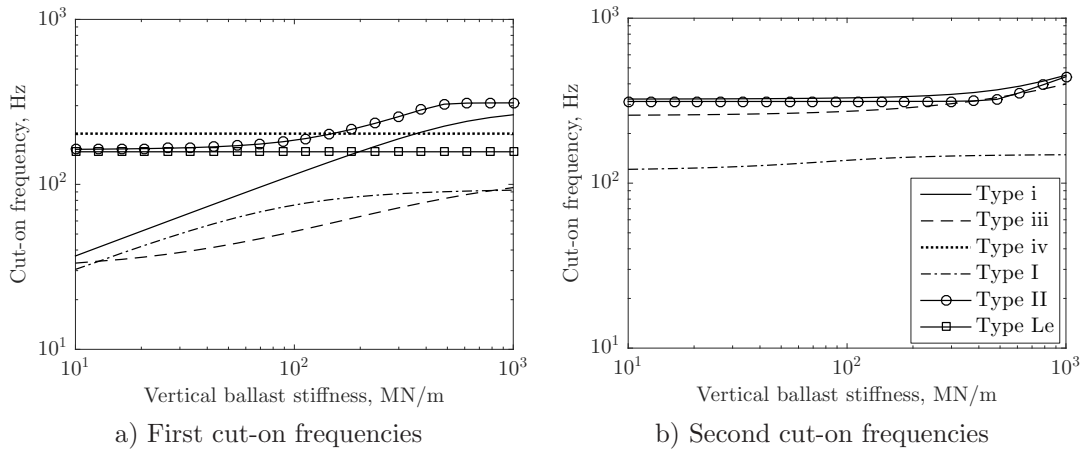 10^3
10^2
10^1
Cut-on frequency, Hz
10^1
10^2
10^3
Vertical ballast stiffness, MN/m
a) First cut-on frequencies
10^3
10^2
10^1
Cut-on frequency, Hz
Type i
Type iii
Type iv
Type I
Type II
Type Le
10^1
10^2
10^3
Vertical ballast stiffness, MN/m
b) Second cut-on frequencies